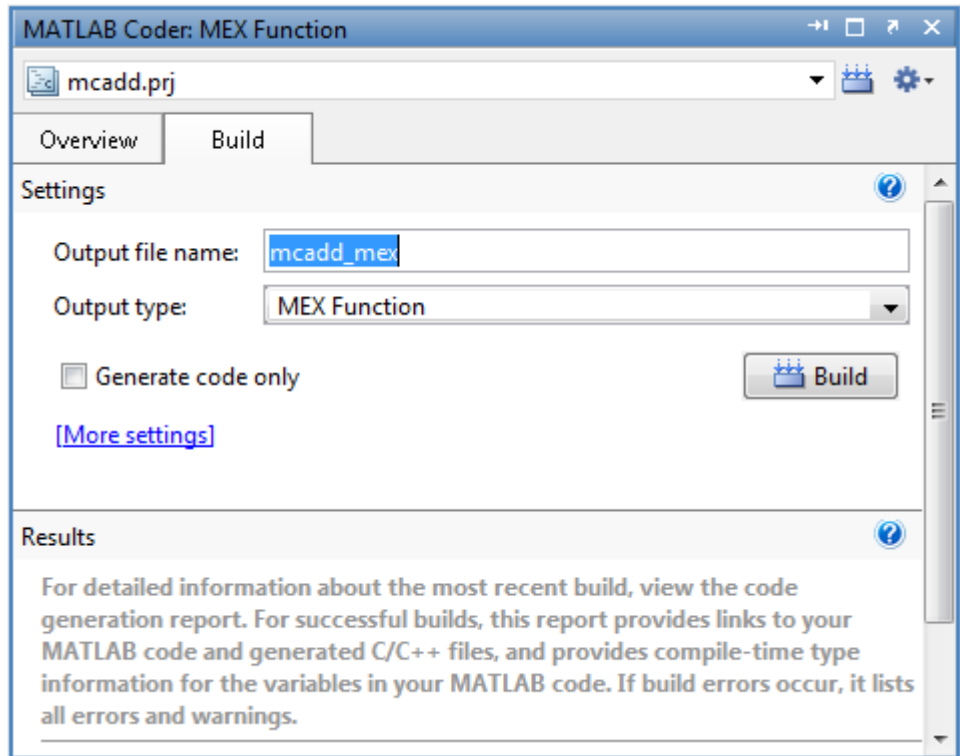 MATLAB Coder: MEX Function
mcadd.prj
Overview Build
Settings
Output file name: mcadd_mex
Output type: MEX Function
Generate code only Build
[More settings]
Results
For detailed information about the most recent build, view the code
generation report. For successful builds, this report provides links to your
MATLAB code and generated C/C++ files, and provides compile-time type
information for the variables in your MATLAB code. If build errors occur, it lists
all errors and warnings.